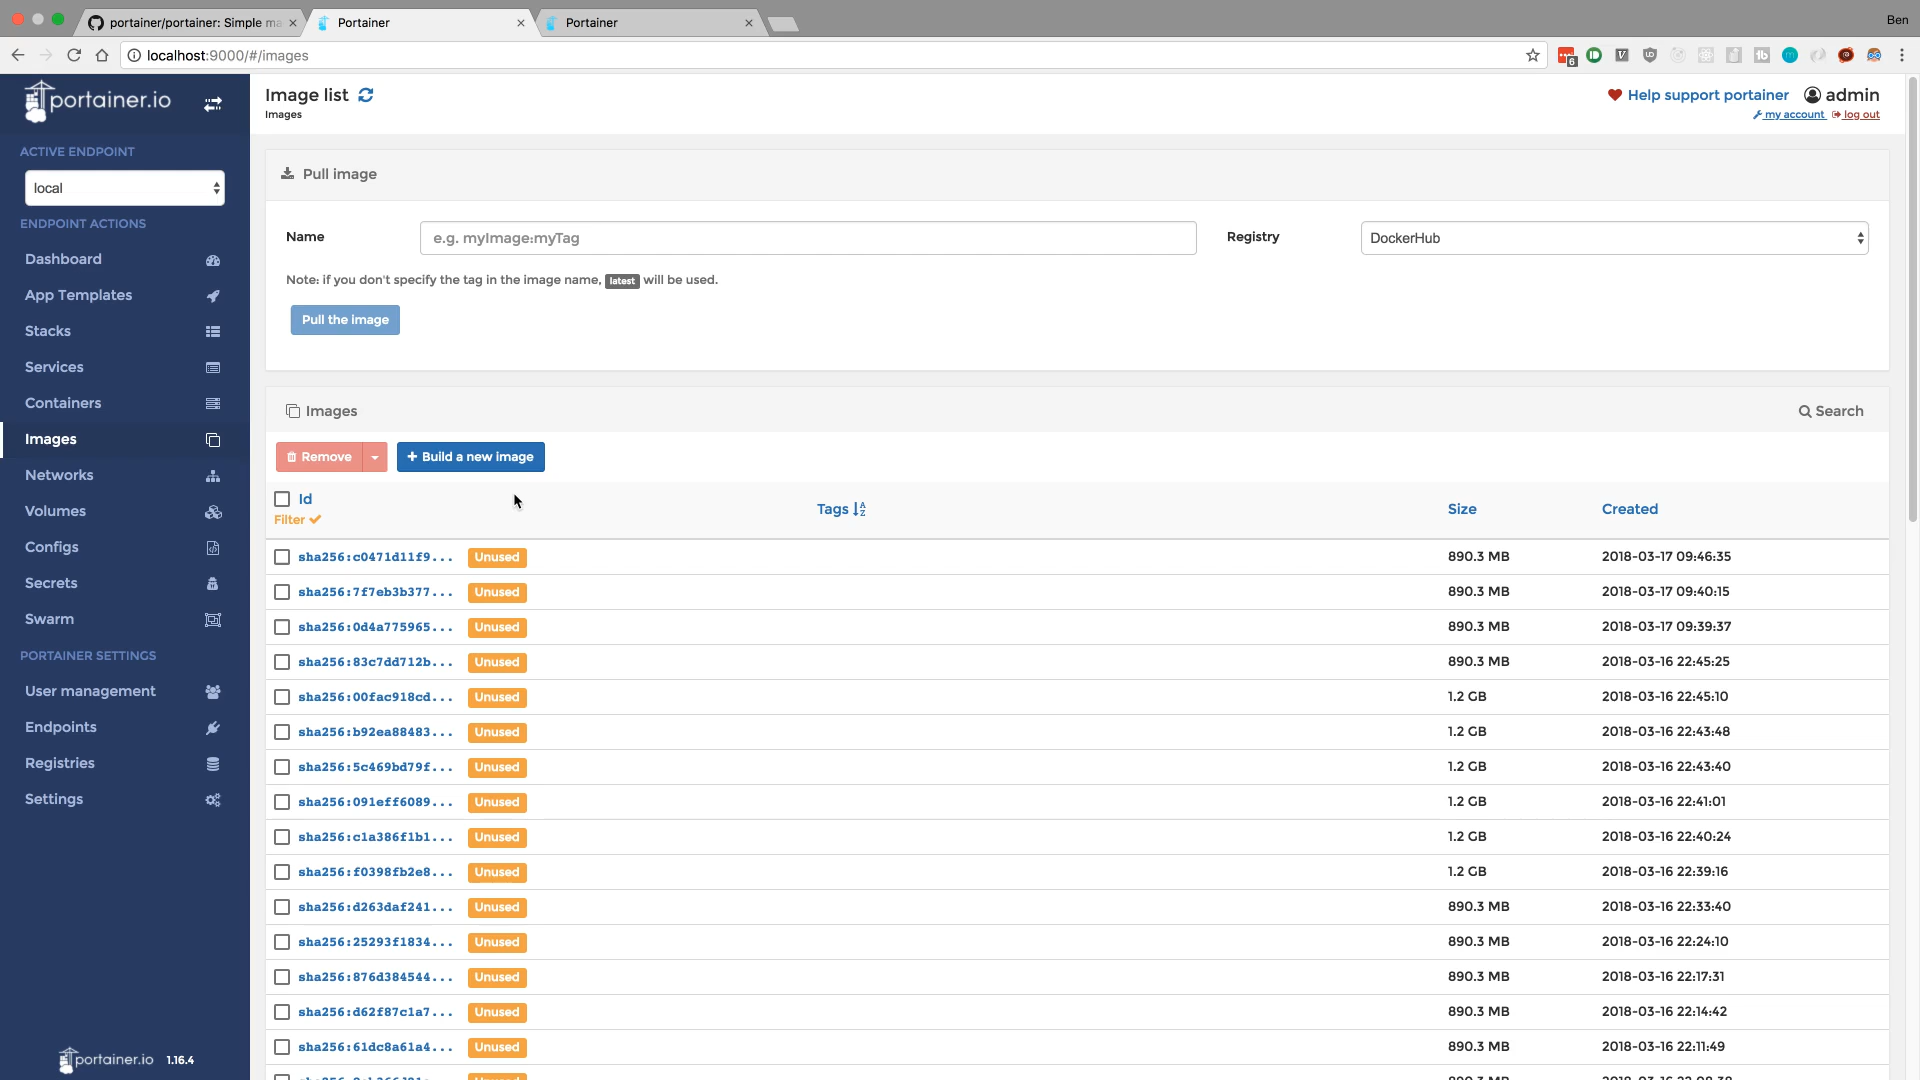 portainer/portainer: Simple ma
Portainer
Portainer
Ben
localhost:9000/#/images
6
portainer.io
Image list
Images
Help support portainer
admin
my account
log out
ACTIVE ENDPOINT
local
ENDPOINT ACTIONS
Dashboard
App Templates
Stacks
Services
Containers
Images
Networks
Volumes
Configs
Secrets
Swarm
PORTAINER SETTINGS
User management
Endpoints
Registries
Settings
portainer.io 1.16.4
Pull image
Name e.g. myImage:myTag Registry DockerHub
Note: if you don't specify the tag in the image name, latest will be used.
Pull the image
Images
Search
Remove
+ Build a new image
Id
Filter
Tags
Size
Created
sha256:c0471d11f9... Unused 890.3 MB 2018-03-17 09:46:35
sha256:7f7eb3b377... Unused 890.3 MB 2018-03-17 09:40:15
sha256:0d4a775965... Unused 890.3 MB 2018-03-17 09:39:37
sha256:83c7dd712b... Unused 890.3 MB 2018-03-16 22:45:25
sha256:00fac918cd... Unused 1.2 GB 2018-03-16 22:45:10
sha256:b92ea88483... Unused 1.2 GB 2018-03-16 22:43:48
sha256:5c469bd79f... Unused 1.2 GB 2018-03-16 22:43:40
sha256:091eff6089... Unused 1.2 GB 2018-03-16 22:41:01
sha256:c1a386f1b1... Unused 1.2 GB 2018-03-16 22:40:24
sha256:f0398fb2e8... Unused 1.2 GB 2018-03-16 22:39:16
sha256:d263daf241... Unused 890.3 MB 2018-03-16 22:33:40
sha256:25293f1834... Unused 890.3 MB 2018-03-16 22:24:10
sha256:876d384544... Unused 890.3 MB 2018-03-16 22:17:31
sha256:d62f87c1a7... Unused 890.3 MB 2018-03-16 22:14:42
sha256:61dc8a61a4... Unused 890.3 MB 2018-03-16 22:11:49